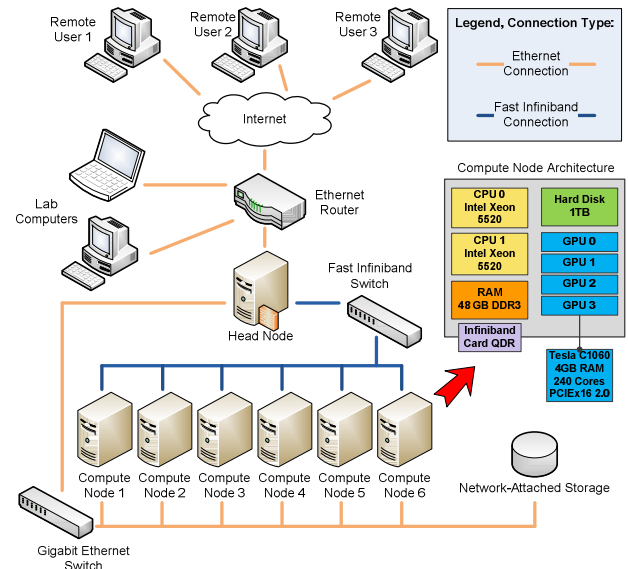 Remote
User 1
Remote
User 2
Remote
User 3
Legend, Connection Type:
Ethernet
Connection
Fast Infiniband
Connection
Internet
Lab
Computers
Ethernet
Router
Compute Node Architecture
CPU 0
Intel Xeon
5520
Hard Disk
1TB
CPU 1
Intel Xeon
5520
GPU 0
GPU 1
GPU 2
GPU 3
RAM
48 GB DDR3
Infiniband
Card QDR
Tesla C1060
4GB RAM
240 Cores
PCIEx16 2.0
Fast Infiniband
Switch
Head Node
Compute
Node 1
Compute
Node 2
Compute
Node 3
Compute
Node 4
Compute
Node 5
Compute
Node 6
Network-Attached Storage
Gigabit Ethernet
Switch